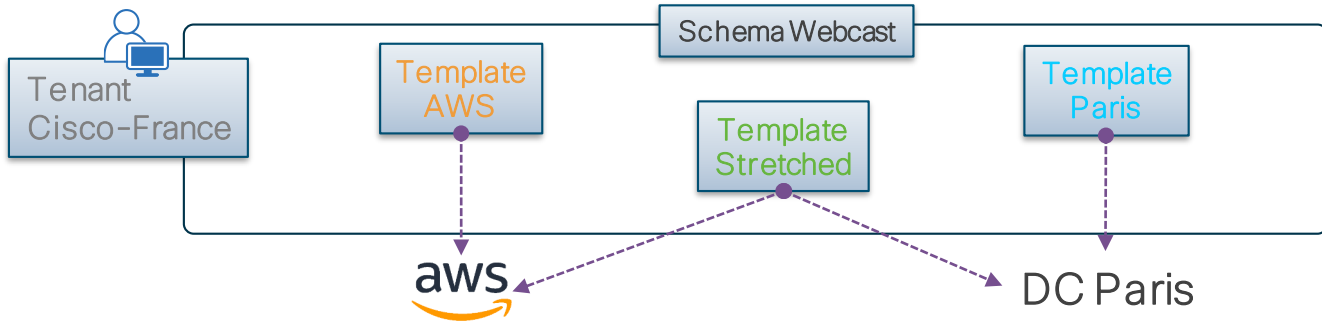 Schema Webcast
Tenant
Cisco-France
Template
AWS
Template
Stretched
Template
Paris
aws
DC Paris